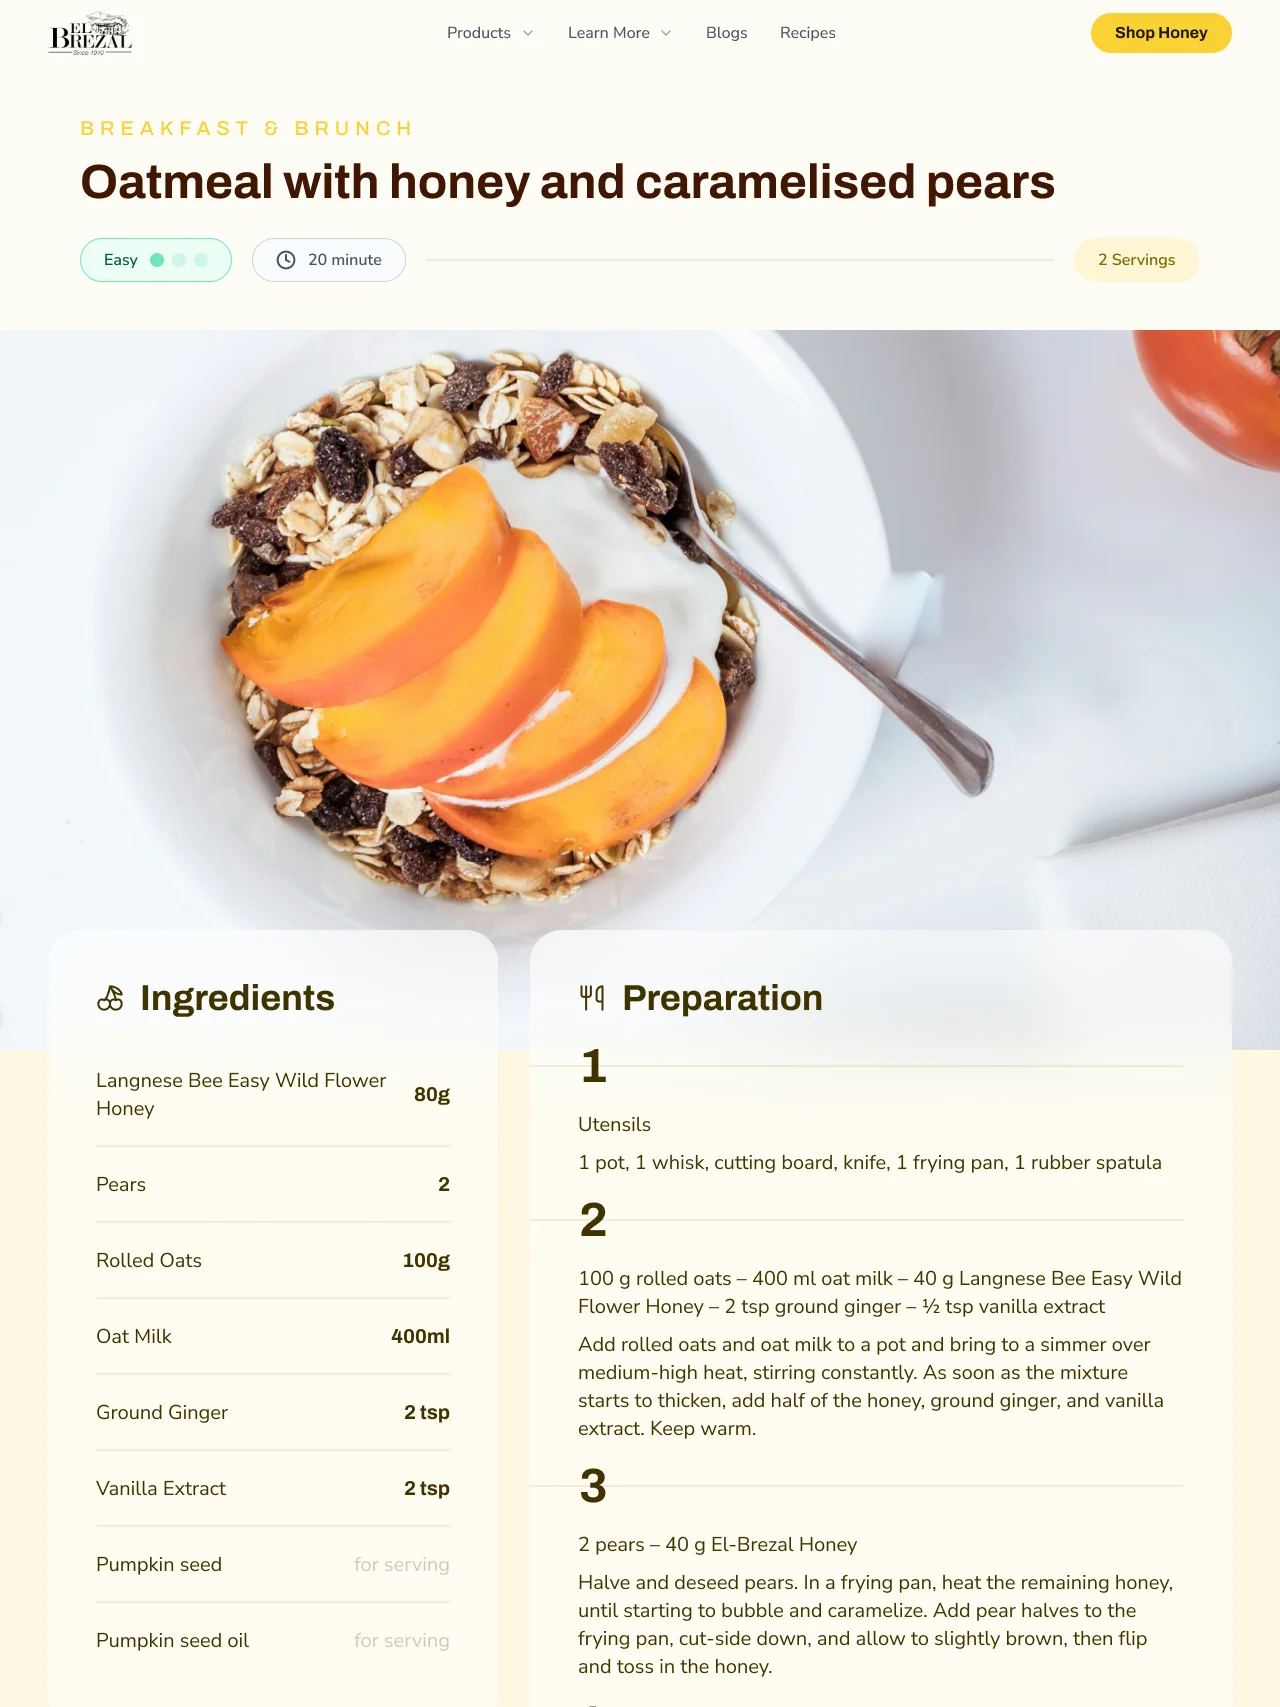 EL
BREZAL
Since 1910
Products
Learn More
Blogs
Recipes
Shop Honey
BREAKFAST & BRUNCH
Oatmeal with honey and caramelised pears
Easy
20 minute
2 Servings
Ingredients
Langnese Bee Easy Wild Flower
Honey
80g
Pears
2
Rolled Oats
100g
Oat Milk
400ml
Ground Ginger
2 tsp
Vanilla Extract
2 tsp
Pumpkin seed
for serving
Pumpkin seed oil
for serving
Preparation
1
Utensils
1 pot, 1 whisk, cutting board, knife, 1 frying pan, 1 rubber spatula
2
100 g rolled oats – 400 ml oat milk – 40 g Langnese Bee Easy Wild
Flower Honey – 2 tsp ground ginger – ½ tsp vanilla extract
Add rolled oats and oat milk to a pot and bring to a simmer over
medium-high heat, stirring constantly. As soon as the mixture
starts to thicken, add half of the honey, ground ginger, and vanilla
extract. Keep warm.
3
2 pears – 40 g El-Brezal Honey
Halve and deseed pears. In a frying pan, heat the remaining honey,
until starting to bubble and caramelize. Add pear halves to the
frying pan, cut-side down, and allow to slightly brown, then flip
and toss in the honey.